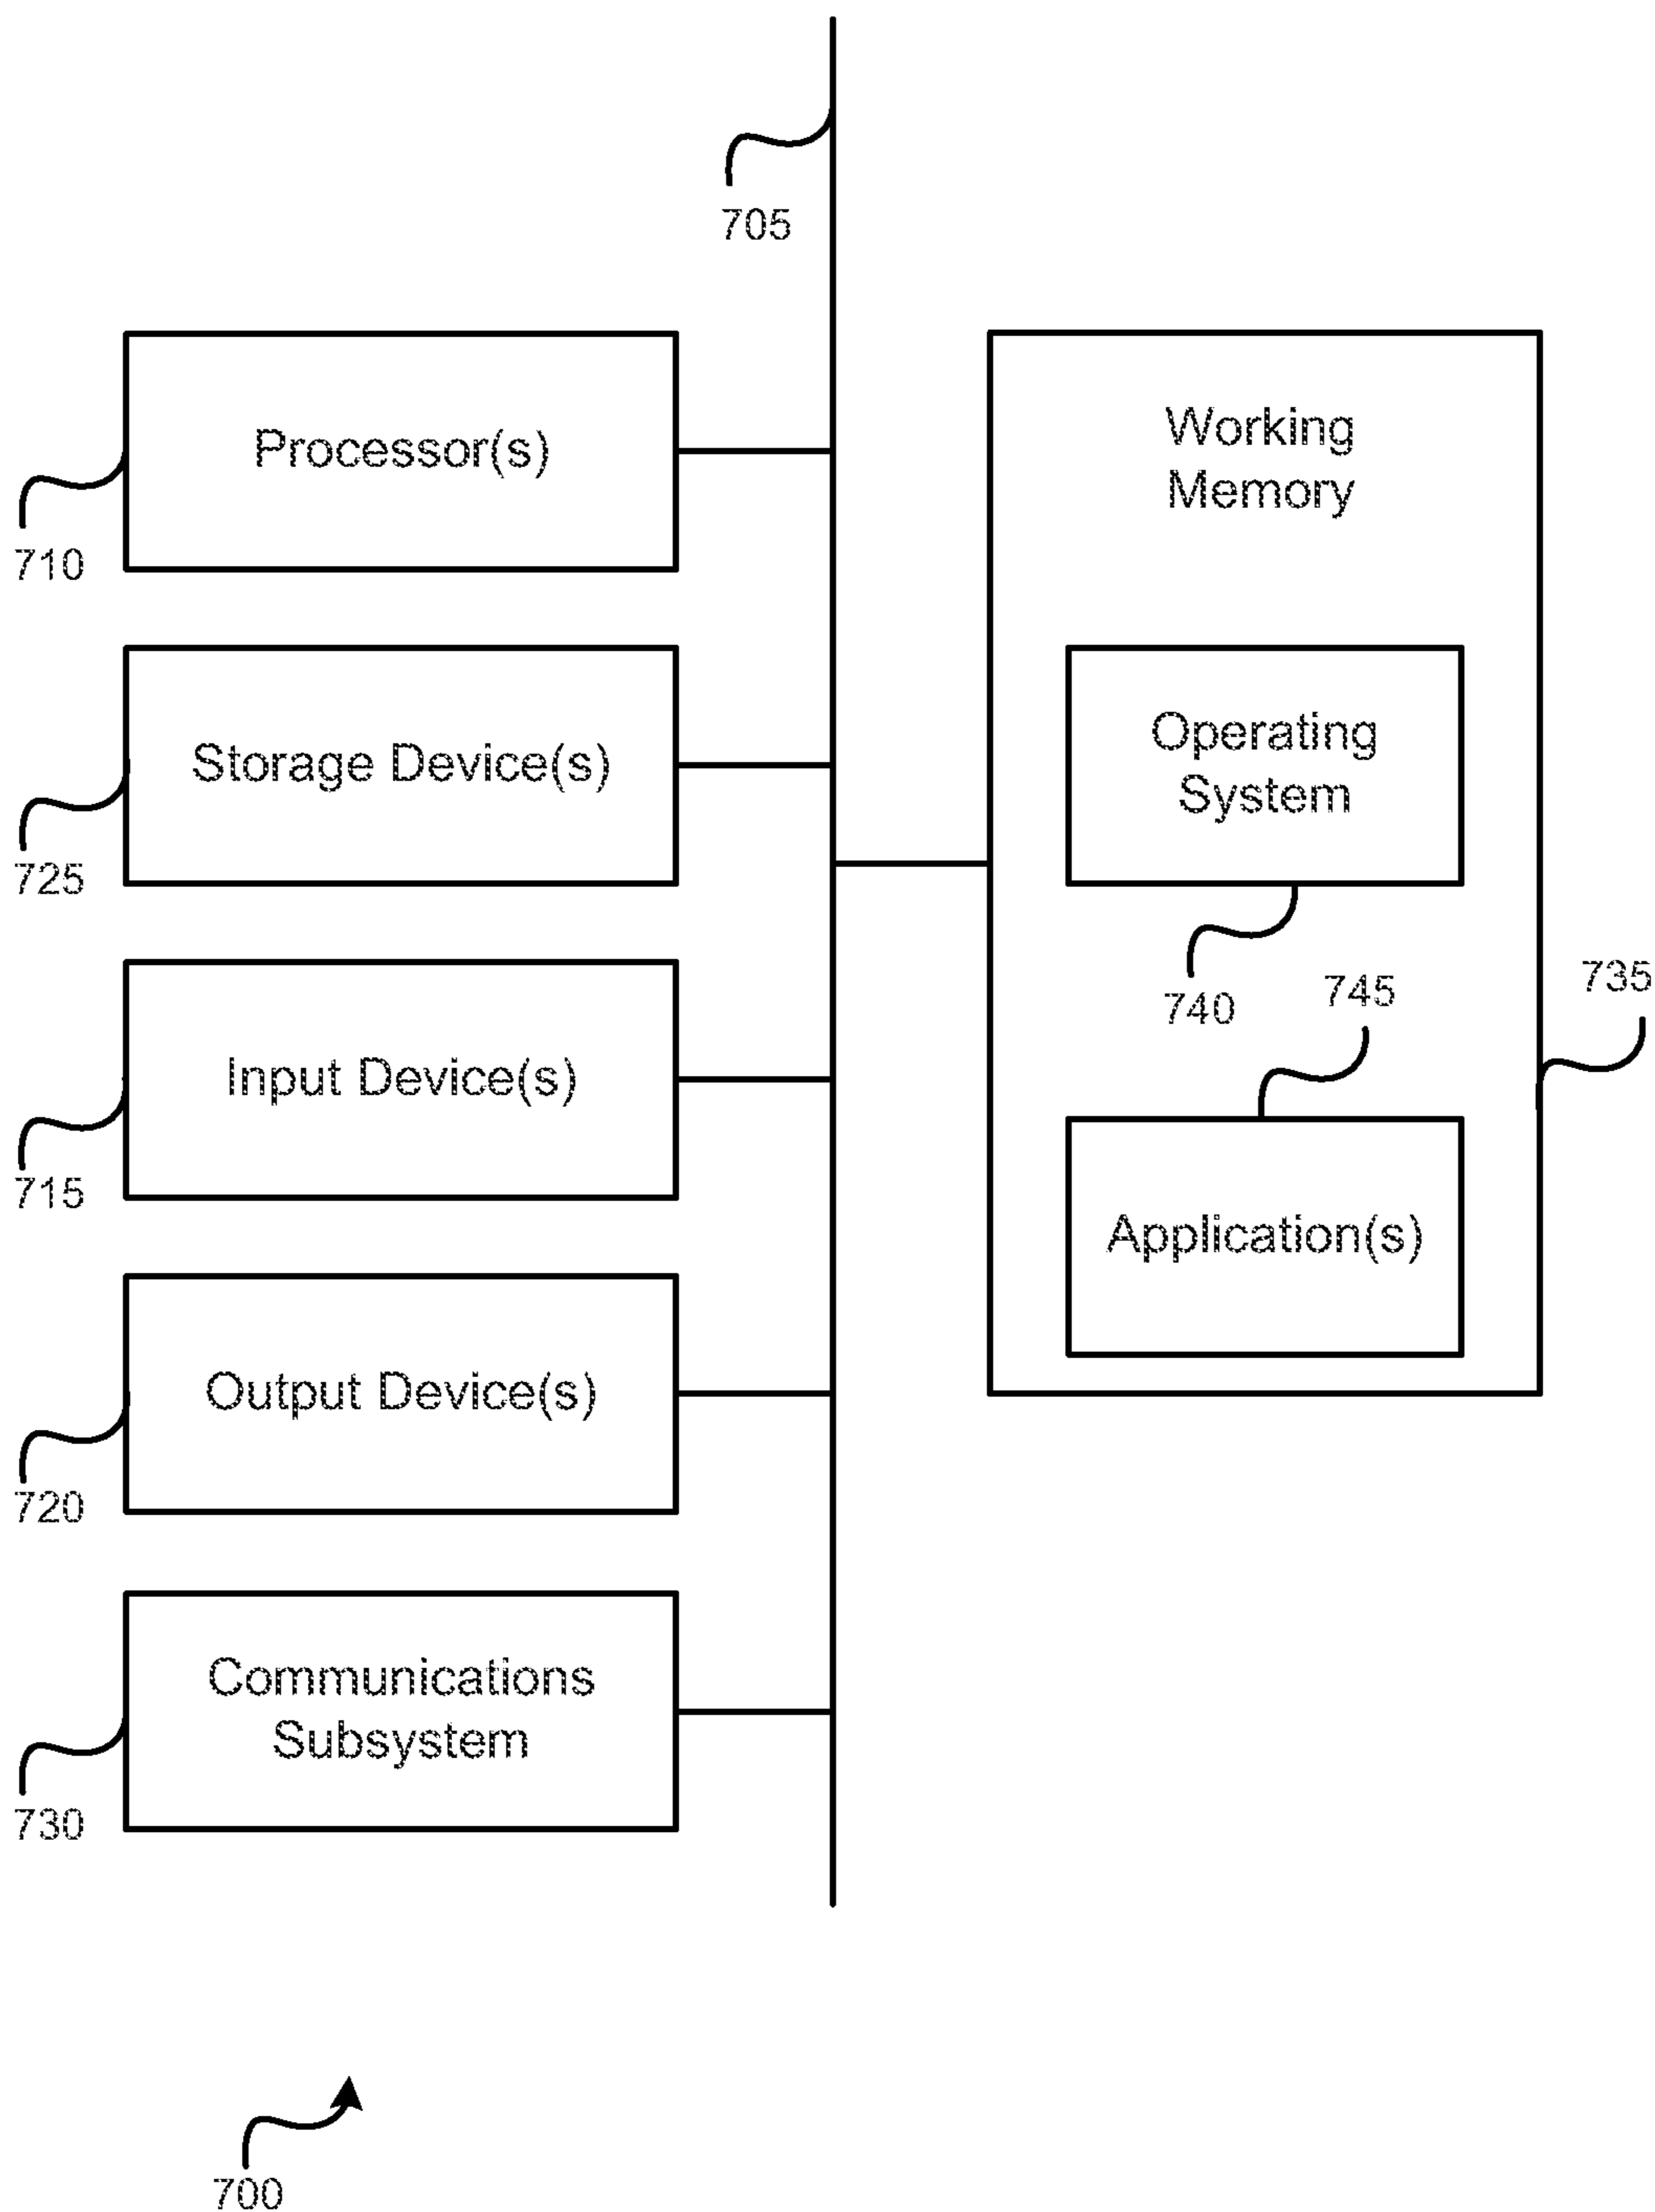 705
Processor(s)
710
Storage Device(s)
725
Input Device(s)
715
Output Device(s)
720
Communications
Subsystem
730
Working
Memory
Operating
System
740
745
735
Application(s)
700